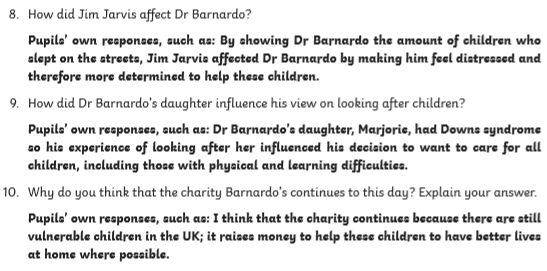 8. How did Jim Jarvis affect Dr Barnardo?
Pupils' own responses, such as: By showing Dr Barnardo the amount of children who
slept on the streets, Jim Jarvis affected Dr Barnardo by making him feel distressed and
therefore more determined to help these children.
9. How did Dr Barnardo's daughter influence his view on looking after children?
Pupils' own responses, such as: Dr Barnardo's daughter, Marjorie, had Downs syndrome
so his experience of looking after her influenced his decision to want to care for all
children, including those with physical and learning difficulties.
10. Why do you think that the charity Barnardo's continues to this day? Explain your answer.
Pupils' own responses, such as: I think that the charity continues because there are still
vulnerable children in the UK; it raises money to help these children to have better lives
at home where possible.